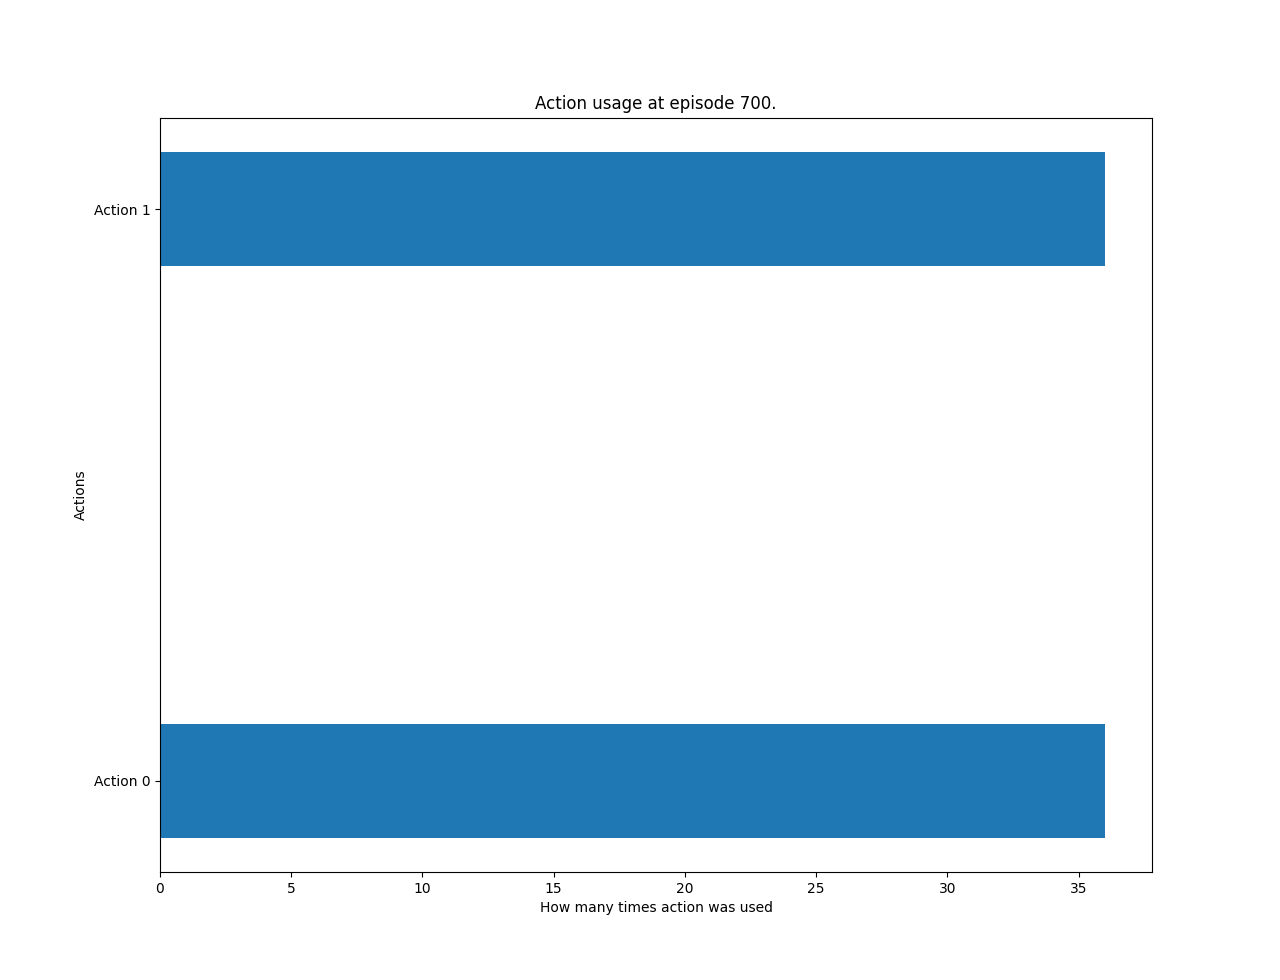 Action usage at episode 700.
Action 1
Actions
Action 0
0 5 10 15 20 25 30 35
How many times action was used